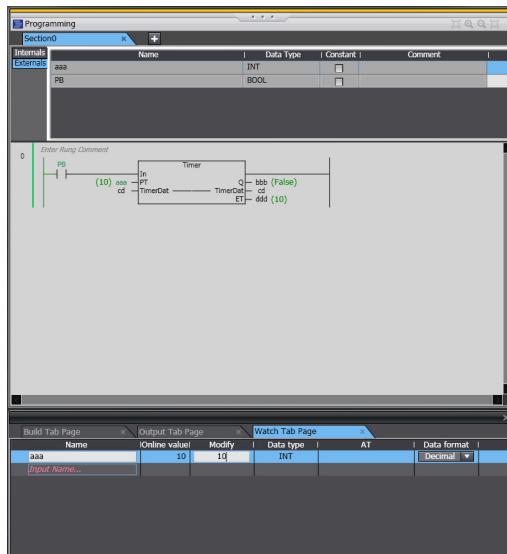 Programming
Section0 × +
Internals Name Data Type Constant Comment
Externals aaa INT
PB BOOL
0 Enter Rung Comment
PB Timer
In
(10) aaa PT Q bbb (False)
cd TimerDat TimerDat cd
ET ddd (10)
Build Tab Page × Output Tab Page × Watch Tab Page ×
Name Online value Modify Data type AT Data format
aaa 10 10 INT Decimal ▼
Input Name...